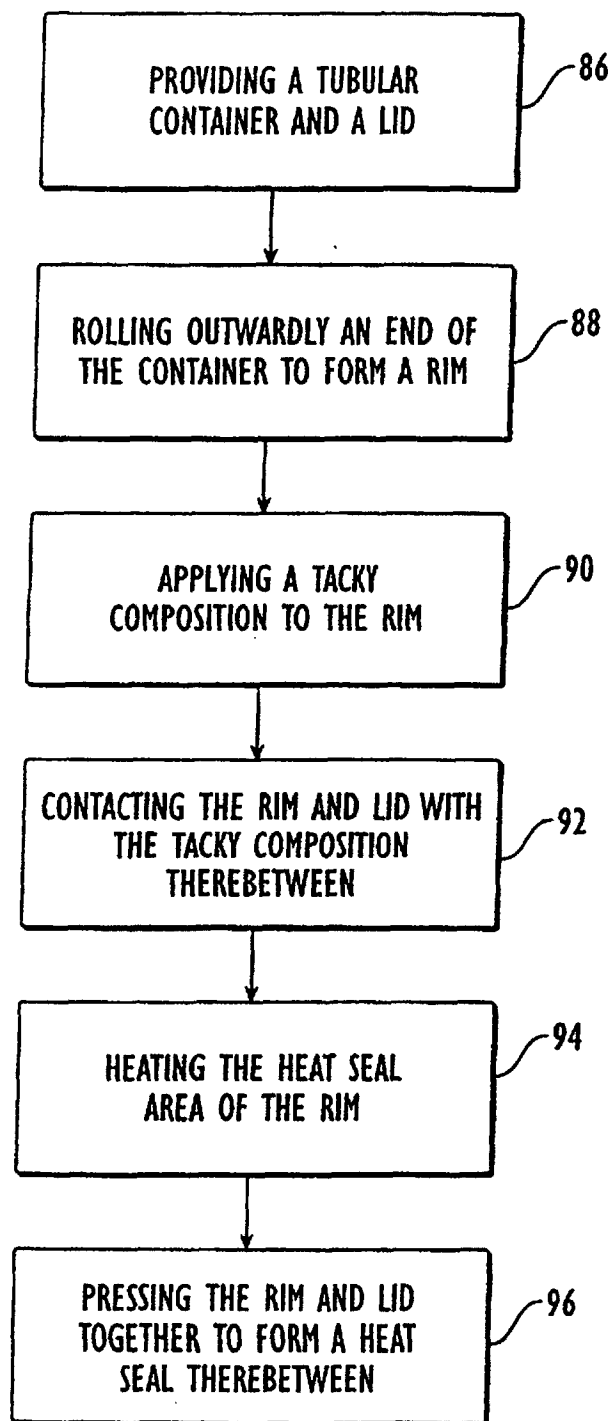 PROVIDING A TUBULAR
CONTAINER AND A LID
86
ROLLING OUTWARDLY AN END OF
THE CONTAINER TO FORM A RIM
88
APPLYING A TACKY
COMPOSITION TO THE RIM
90
CONTACTING THE RIM AND LID WITH
THE TACKY COMPOSITION
THEREBETWEEN
92
HEATING THE HEAT SEAL
AREA OF THE RIM
94
PRESSING THE RIM AND LID
TOGETHER TO FORM A HEAT
SEAL THEREBETWEEN
96